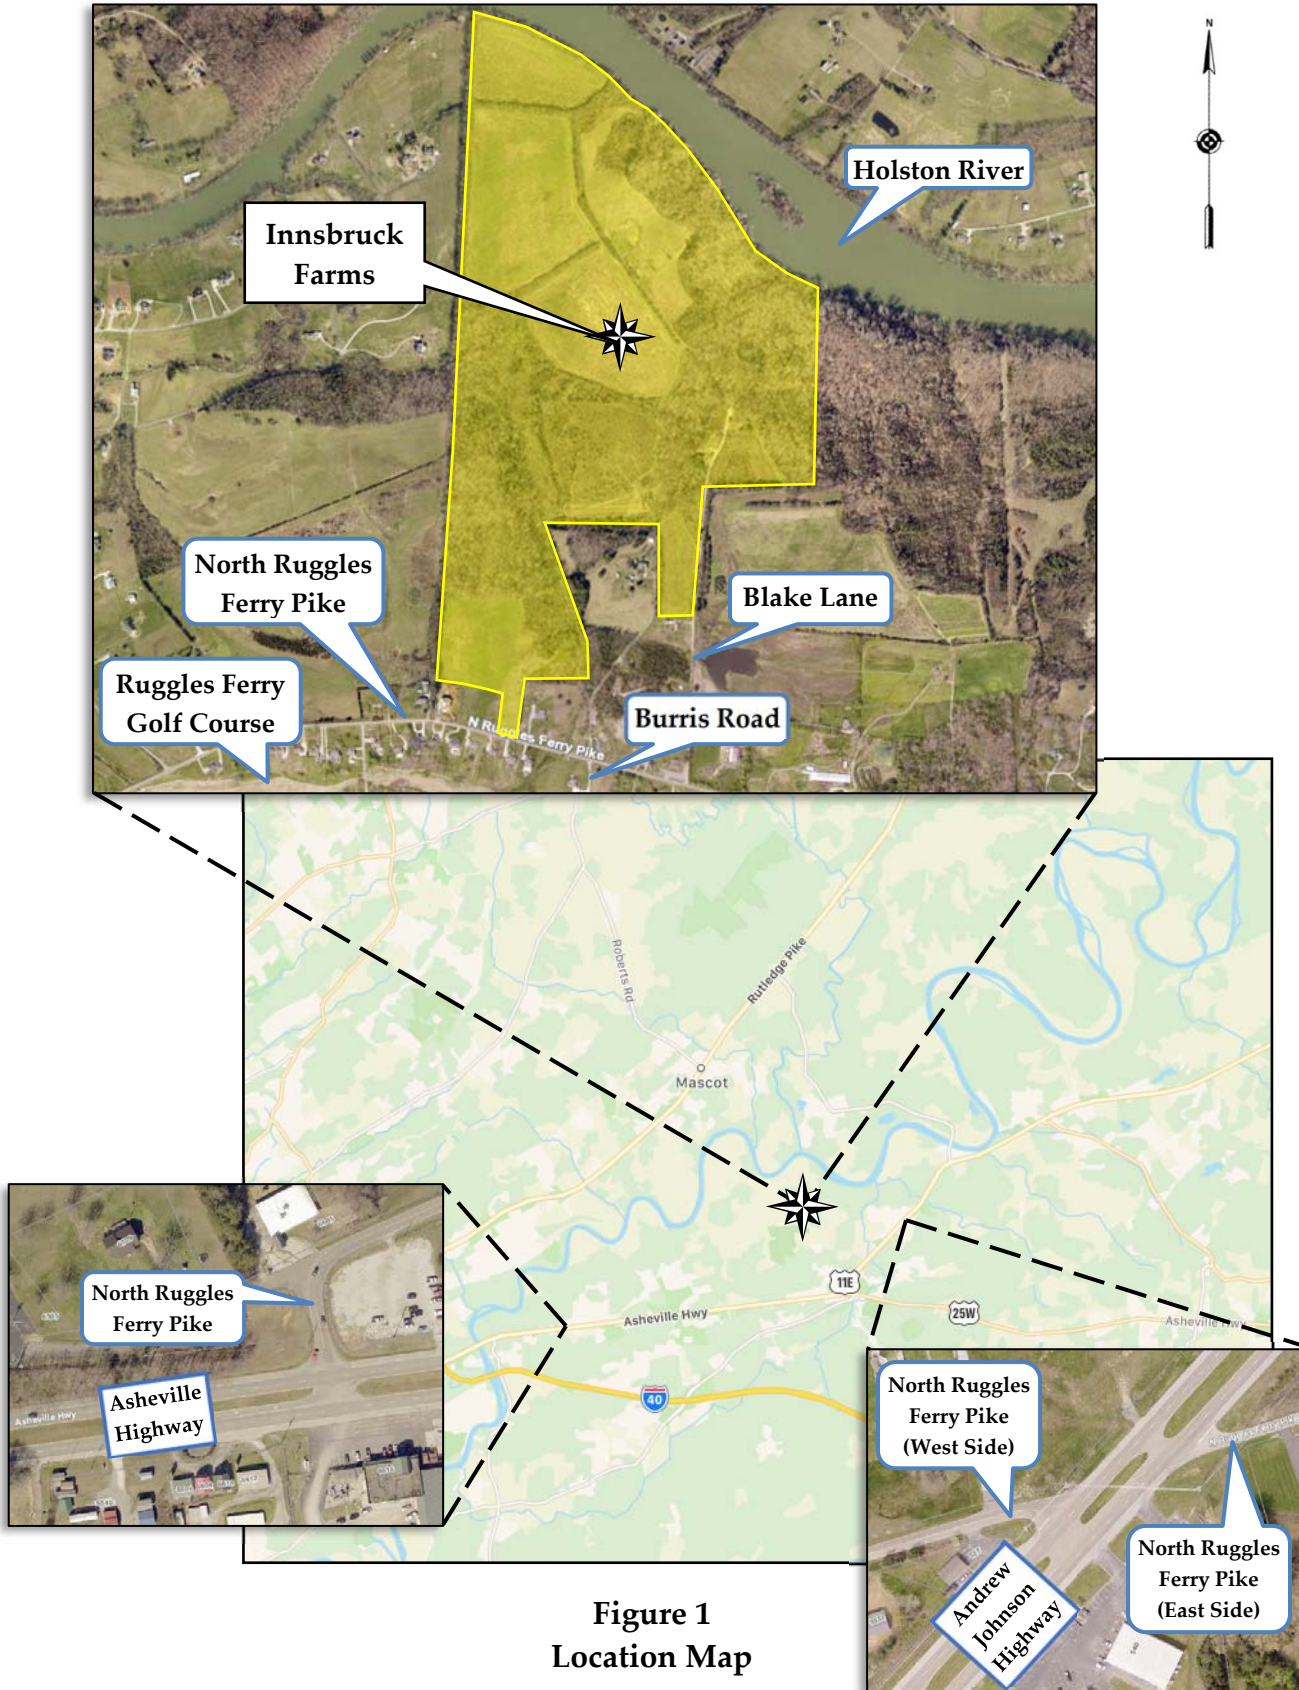 N
Holston River
Innsbruck
Farms
North Ruggles
Ferry Pike
Blake Lane
Ruggles Ferry
Golf Course
Burris Road
N Ruggles Ferry Pike
Roberts Rd
Rutledge Pike
Mascot
11E
25W
Asheville Hwy
Asheville Hwy
40
North Ruggles
Ferry Pike
Asheville
Highway
Asheville Hwy
North Ruggles
Ferry Pike
(West Side)
North Ruggles
Ferry Pike
(East Side)
Andrew
Johnson
Highway
Figure 1
Location Map